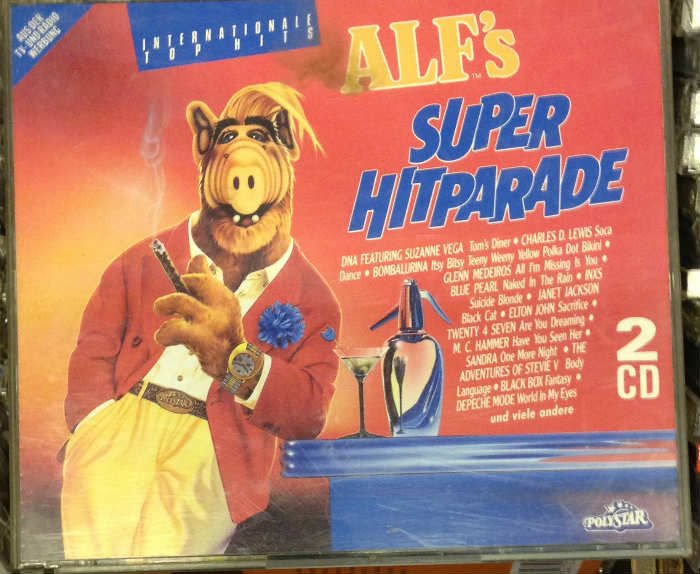 AUS DER
TV- UND RADIO
WERBUNG
INTERNATIONALE
TOP HITS
ALF's
TM
SUPER
HITPARADE
DNA FEATURING SUZANNE VEGA Tom's Diner • CHARLES D. LEWIS Soca
Dance • BOMBALURINA Itsy Bitsy Teeny Weeny Yellow Polka Dot Bikini •
GLENN MEDEIROS All I'm Missing Is You •
BLUE PEARL Naked In The Rain • INXS
Suicide Blonde • JANET JACKSON
Black Cat • ELTON JOHN Sacrifice •
TWENTY 4 SEVEN Are You Dreaming •
M. C. HAMMER Have You Seen Her •
SANDRA One More Night • THE
ADVENTURES OF STEVIE V Body
Language • BLACK BOX Fantasy •
DEPECHE MODE World In My Eyes
und viele andere
2
CD
POLYSTAR
POLYSTAR